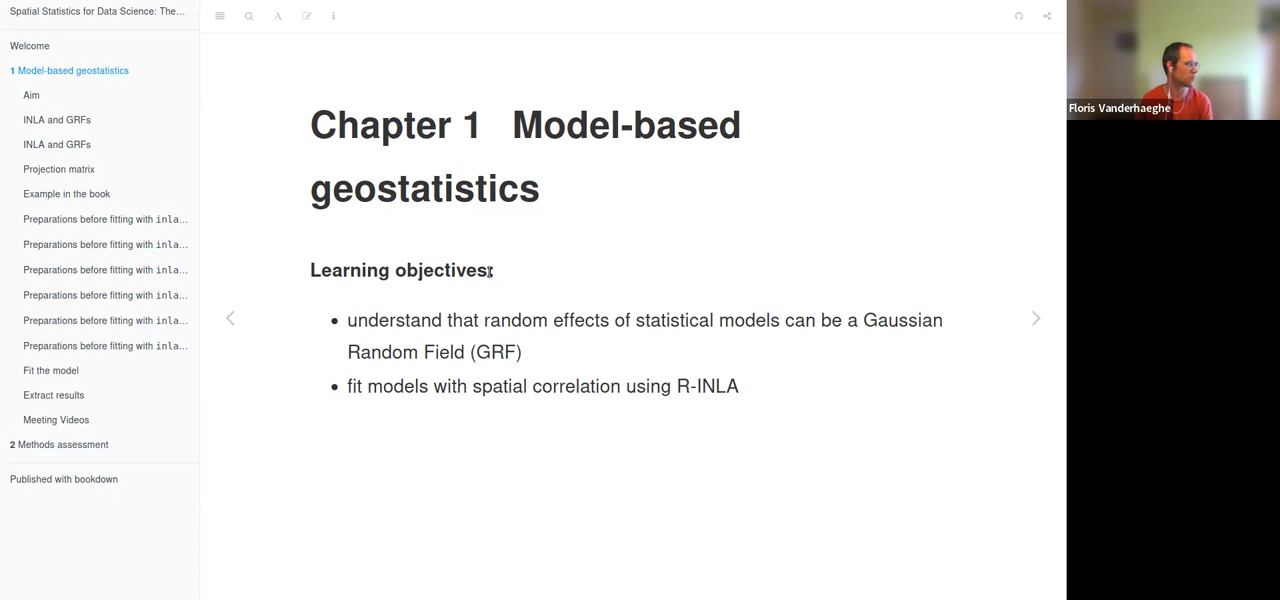 Spatial Statistics for Data Science: The...
Welcome
1 Model-based geostatistics
Aim
INLA and GRFs
INLA and GRFs
Projection matrix
Example in the book
Preparations before fitting with inla...
Preparations before fitting with inla...
Preparations before fitting with inla...
Preparations before fitting with inla...
Preparations before fitting with inla...
Preparations before fitting with inla...
Fit the model
Extract results
Meeting Videos
2 Methods assessment
Published with bookdown
Chapter 1 Model-based
geostatistics
Learning objectives:
• understand that random effects of statistical models can be a Gaussian
Random Field (GRF)
• fit models with spatial correlation using R-INLA
Floris Vanderhaeghe